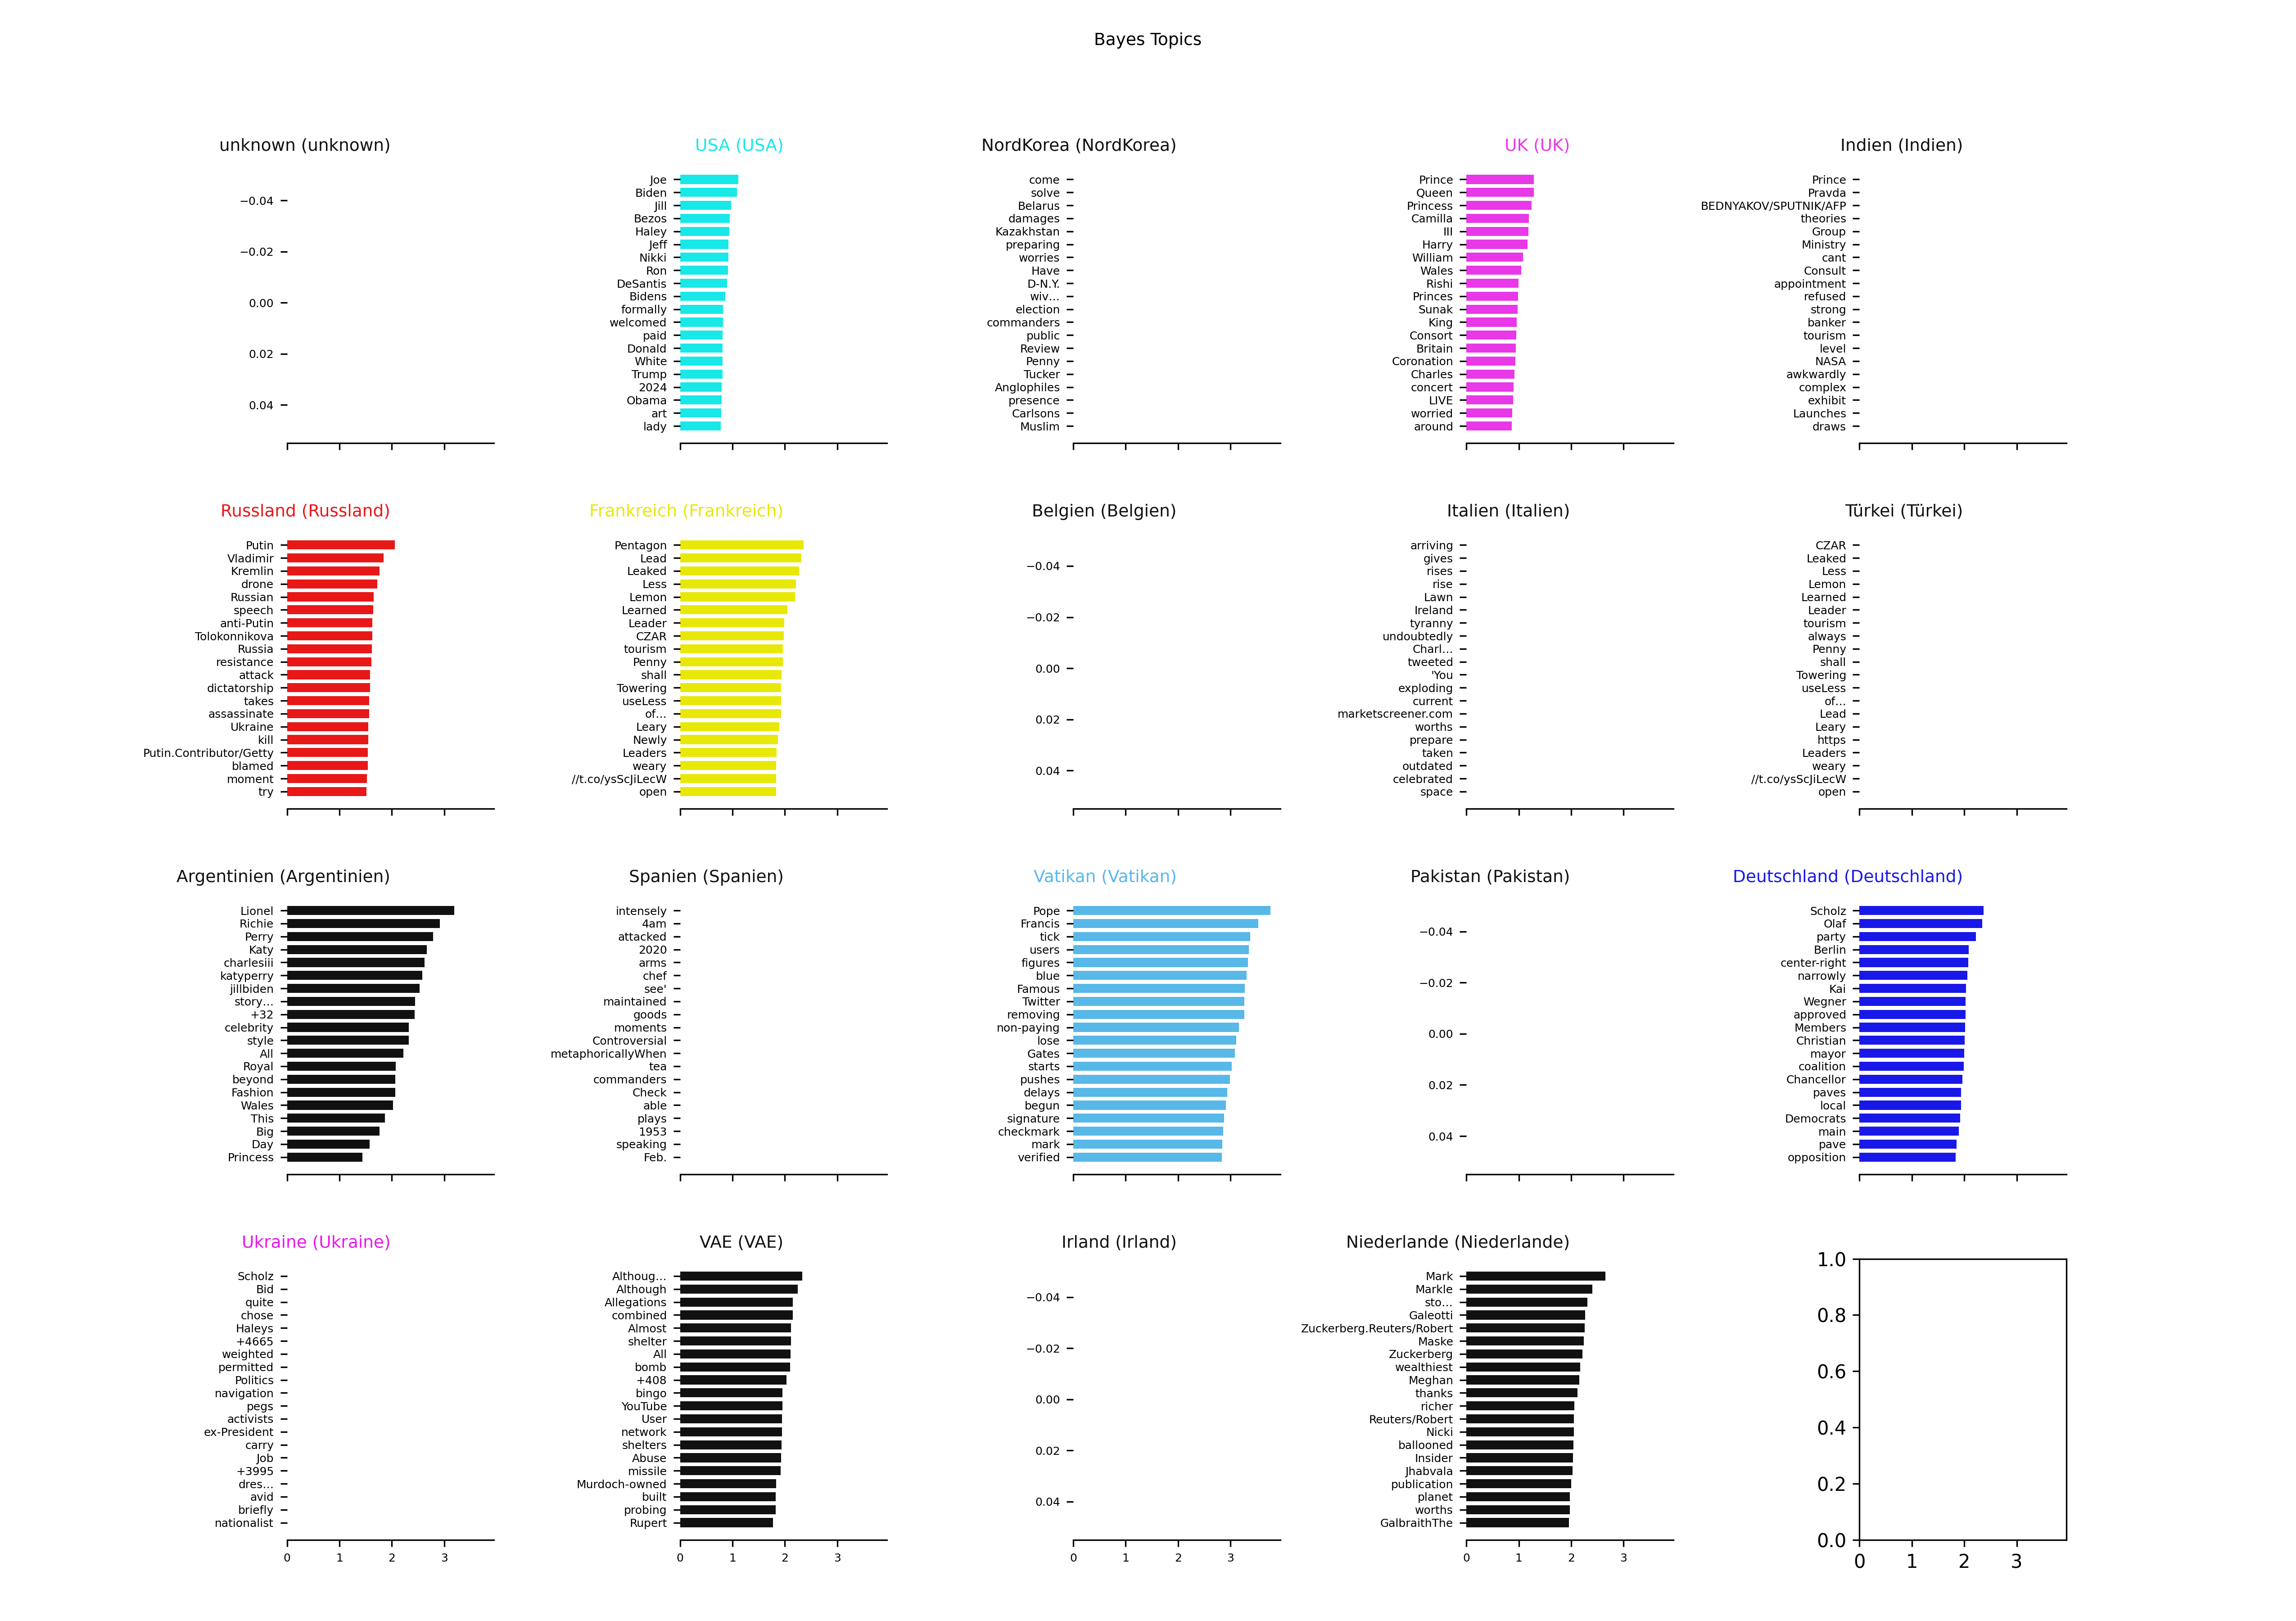 Bayes Topics
unknown (unknown)
−0.04
−0.02
0.00
0.02
0.04
USA (USA)
Joe
Biden
Jill
Bezos
Haley
Jeff
Nikki
Ron
DeSantis
Bidens
formally
welcomed
paid
Donald
White
Trump
2024
Obama
art
lady
NordKorea (NordKorea)
come
solve
Belarus
damages
Kazakhstan
preparing
worries
Have
D-N.Y.
wiv...
election
commanders
public
Review
Penny
Tucker
Anglophiles
presence
Carlsons
Muslim
UK (UK)
Prince
Queen
Princess
Camilla
III
Harry
William
Wales
Rishi
Princes
Sunak
King
Consort
Britain
Coronation
Charles
concert
LIVE
worried
around
Indien (Indien)
Prince
Pravda
BEDNYAKOV/SPUTNIK/AFP
theories
Group
Ministry
cant
Consult
appointment
refused
strong
banker
tourism
level
NASA
awkwardly
complex
exhibit
Launches
draws
Russland (Russland)
Putin
Vladimir
Kremlin
drone
Russian
speech
anti-Putin
Tolokonnikova
Russia
resistance
attack
dictatorship
takes
assassinate
Ukraine
kill
Putin.Contributor/Getty
blamed
moment
try
Frankreich (Frankreich)
Pentagon
Lead
Leaked
Less
Lemon
Learned
Leader
CZAR
tourism
Penny
shall
Towering
useLess
of...
Leary
Newly
Leaders
weary
//t.co/ysScJiLecW
open
Belgien (Belgien)
−0.04
−0.02
0.00
0.02
0.04
Italien (Italien)
arriving
gives
rises
rise
Lawn
Ireland
tyranny
undoubtedly
Charl...
tweeted
'You
exploding
current
marketscreener.com
worths
prepare
taken
outdated
celebrated
space
Türkei (Türkei)
CZAR
Leaked
Less
Lemon
Learned
Leader
tourism
always
Penny
shall
Towering
useLess
of...
Lead
Leary
https
Leaders
weary
//t.co/ysScJiLecW
open
Argentinien (Argentinien)
Lionel
Richie
Perry
Katy
charlesiii
katyperry
jillbiden
story...
+32
celebrity
style
All
Royal
beyond
Fashion
Wales
This
Big
Day
Princess
Spanien (Spanien)
intensely
4am
attacked
2020
arms
chef
see'
maintained
goods
moments
Controversial
metaphoricallyWhen
tea
commanders
Check
able
plays
1953
speaking
Feb.
Vatikan (Vatikan)
Pope
Francis
tick
users
figures
blue
Famous
Twitter
removing
non-paying
lose
Gates
starts
pushes
delays
begun
signature
checkmark
mark
verified
Pakistan (Pakistan)
−0.04
−0.02
0.00
0.02
0.04
Deutschland (Deutschland)
Scholz
Olaf
party
Berlin
center-right
narrowly
Kai
Wegner
approved
Members
Christian
mayor
coalition
Chancellor
paves
local
Democrats
main
pave
opposition
Ukraine (Ukraine)
Scholz
Bid
quite
chose
Haleys
+4665
weighted
permitted
Politics
navigation
pegs
activists
ex-President
carry
Job
+3995
dres...
avid
briefly
nationalist
0 1 2 3
VAE (VAE)
Althoug...
Although
Allegations
combined
Almost
shelter
All
bomb
+408
bingo
YouTube
User
network
shelters
Abuse
missile
Murdoch-owned
built
probing
Rupert
0 1 2 3
Irland (Irland)
−0.04
−0.02
0.00
0.02
0.04
0 1 2 3
Niederlande (Niederlande)
Mark
Markle
sto...
Galeotti
Zuckerberg.Reuters/Robert
Maske
Zuckerberg
wealthiest
Meghan
thanks
richer
Reuters/Robert
Nicki
ballooned
Insider
Jhabvala
publication
planet
worths
GalbraithThe
0 1 2 3
1.0
0.8
0.6
0.4
0.2
0.0
0 1 2 3